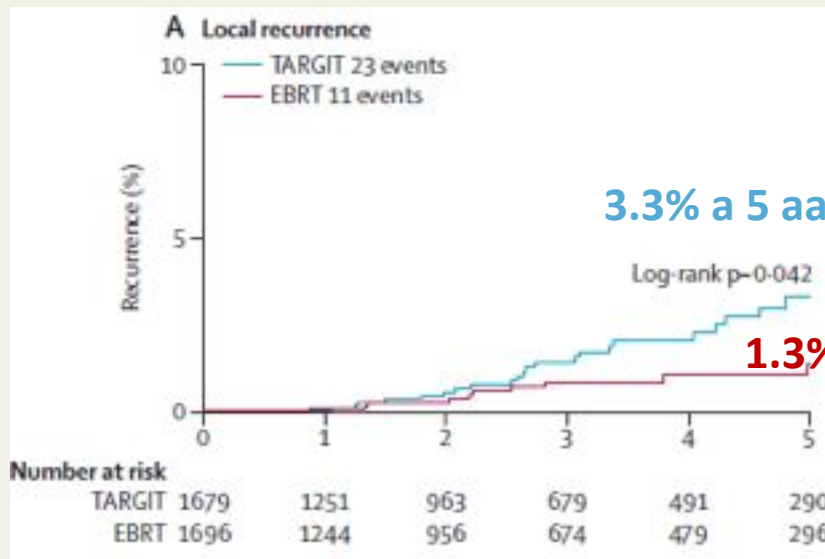 A Local recurrence
10
TARGIT 23 events
EBRT 11 events
Recurrence (%)
3.3% a 5 aa
5
Log-rank p=0·042
1.3%
0
0 1 2 3 4 5
Number at risk
TARGIT 1679 1251 963 679 491 290
EBRT 1696 1244 956 674 479 296